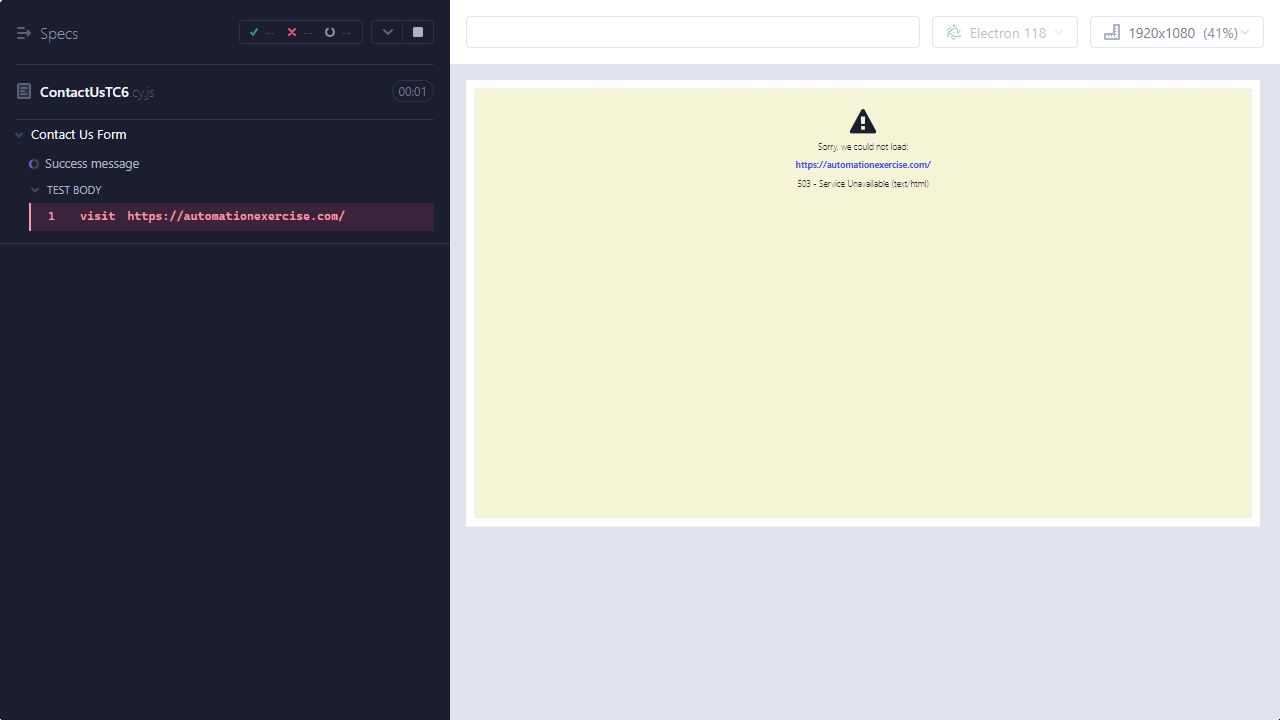 Specs
-- -- --
Electron 118
1920x1080 (41%)
ContactUsTC6.cy.js
00:01
Contact Us Form
Success message
TEST BODY
1 visit https://automationexercise.com/
Sorry, we could not load:
https://automationexercise.com/
503 - Service Unavailable (text/html)